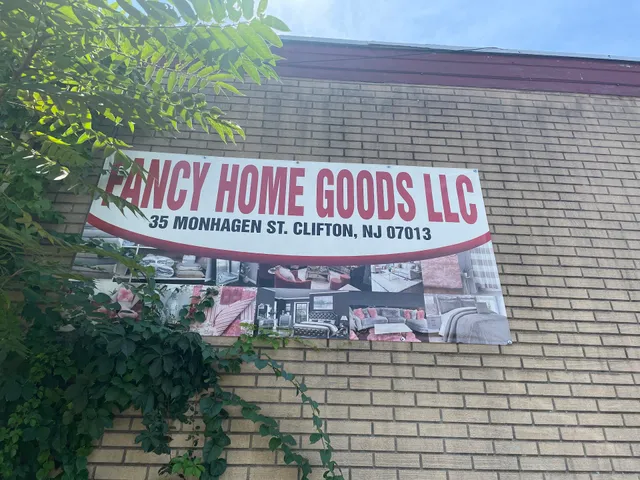 FANCY HOME GOODS LLC
35 MONHAGEN ST. CLIFTON, NJ 07013